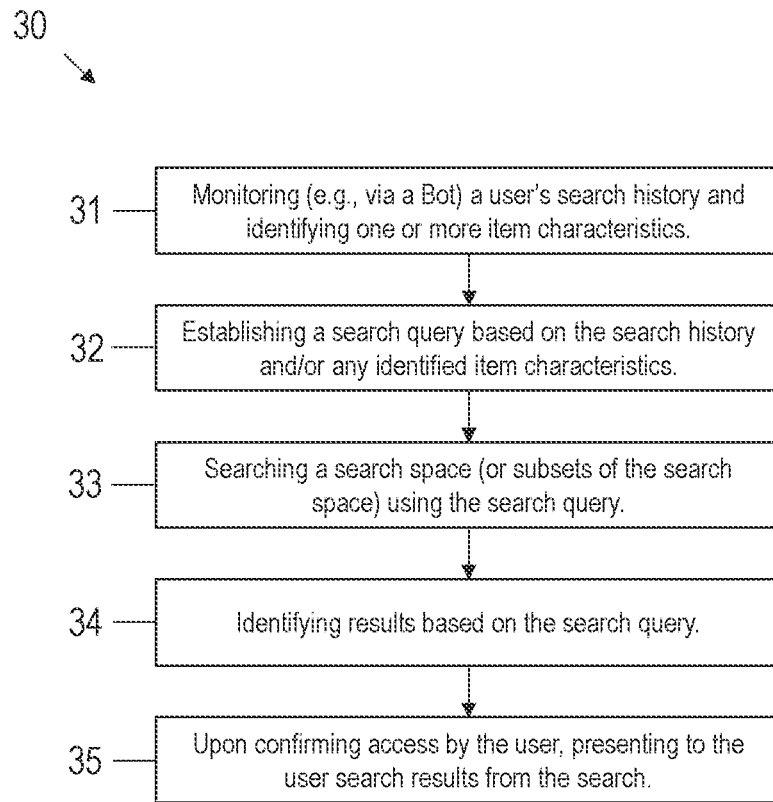 30
31
Monitoring (e.g., via a Bot) a user's search history and
identifying one or more item characteristics.
32
Establishing a search query based on the search history
and/or any identified item characteristics.
33
Searching a search space (or subsets of the search
space) using the search query.
34
Identifying results based on the search query.
35
Upon confirming access by the user, presenting to the
user search results from the search.